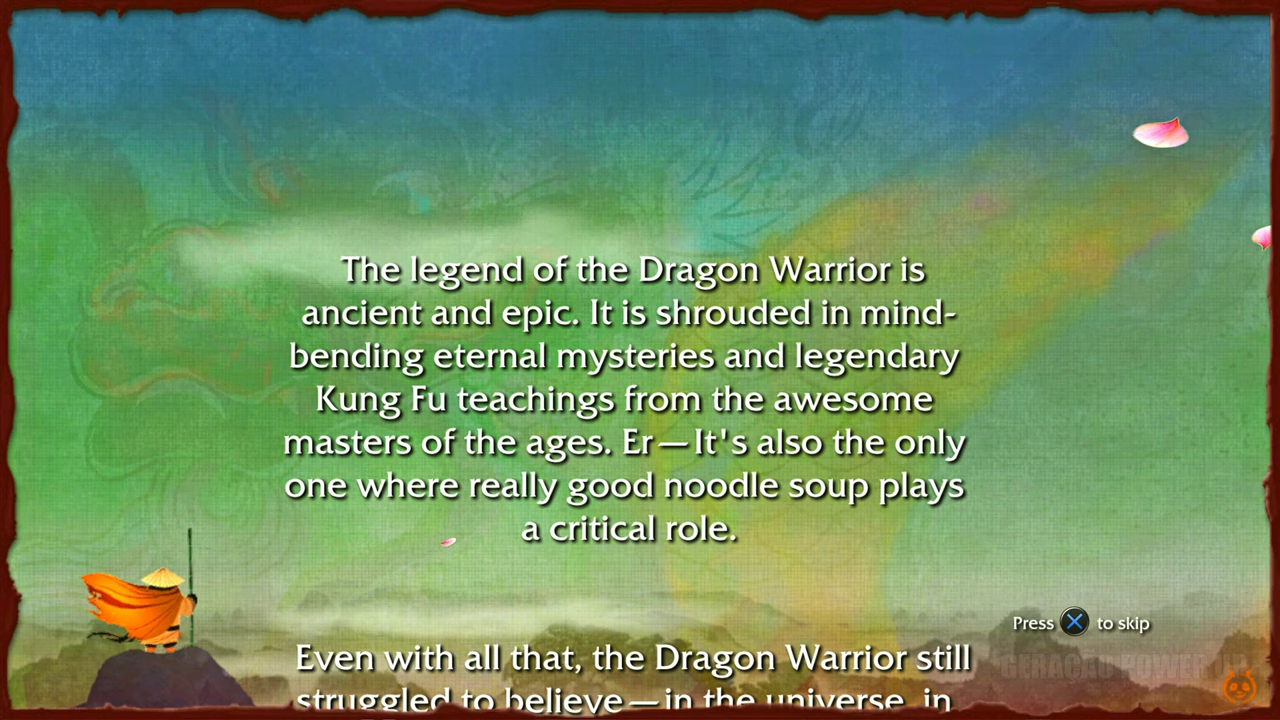 The legend of the Dragon Warrior is
ancient and epic. It is shrouded in mind-
bending eternal mysteries and legendary
Kung Fu teachings from the awesome
masters of the ages. Er—It's also the only
one where really good noodle soup plays
a critical role.
Press X to skip
Even with all that, the Dragon Warrior still
struggled to believe—in the universe, in